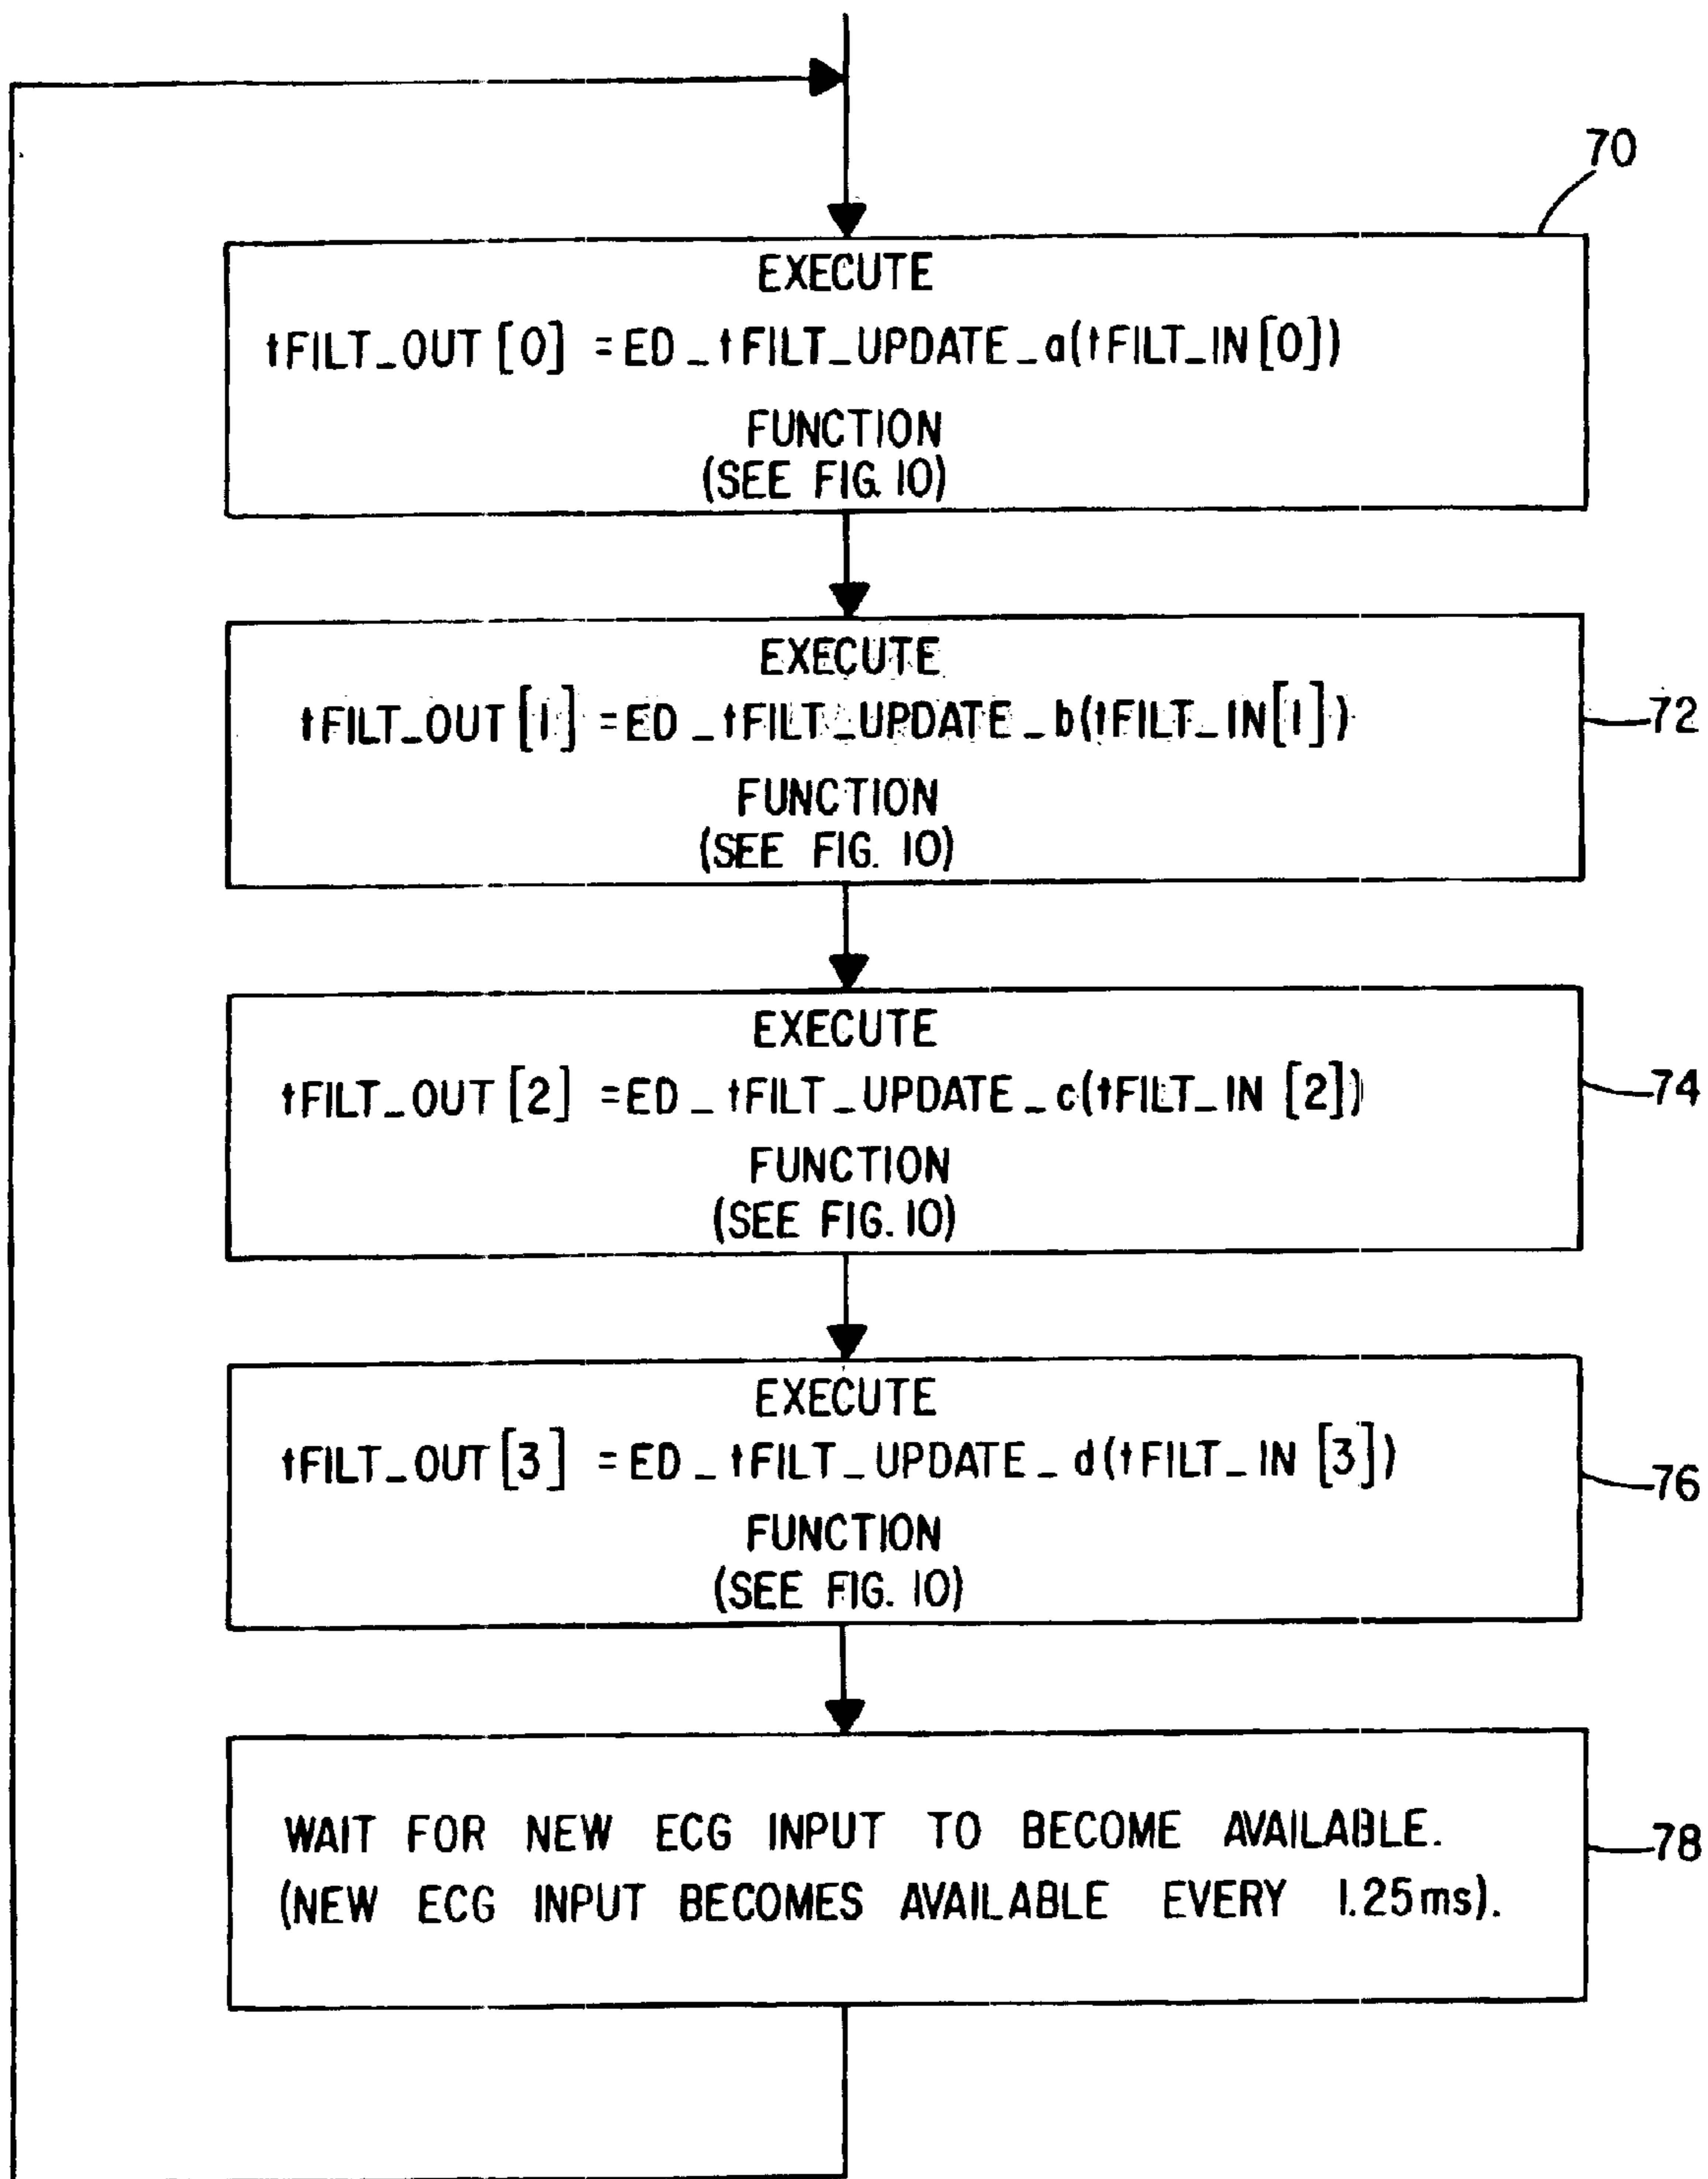 70
EXECUTE
tFILT_OUT [0] =ED_tFILT_UPDATE_a(tFILT_IN[0])
FUNCTION
(SEE FIG. 10)
EXECUTE
tFILT_OUT [1] =ED_tFILT_UPDATE_b(tFILT_IN[1])
72
FUNCTION
(SEE FIG. 10)
EXECUTE
tFILT_OUT [2] =ED_tFILT_UPDATE_c(tFILT_IN [2])
74
FUNCTION
(SEE FIG. 10)
EXECUTE
tFILT_OUT [3] =ED_tFILT_UPDATE_d(tFILT_IN [3])
76
FUNCTION
(SEE FIG. 10)
WAIT FOR NEW ECG INPUT TO BECOME AVAILABLE.
78
(NEW ECG INPUT BECOMES AVAILABLE EVERY 1.25ms).